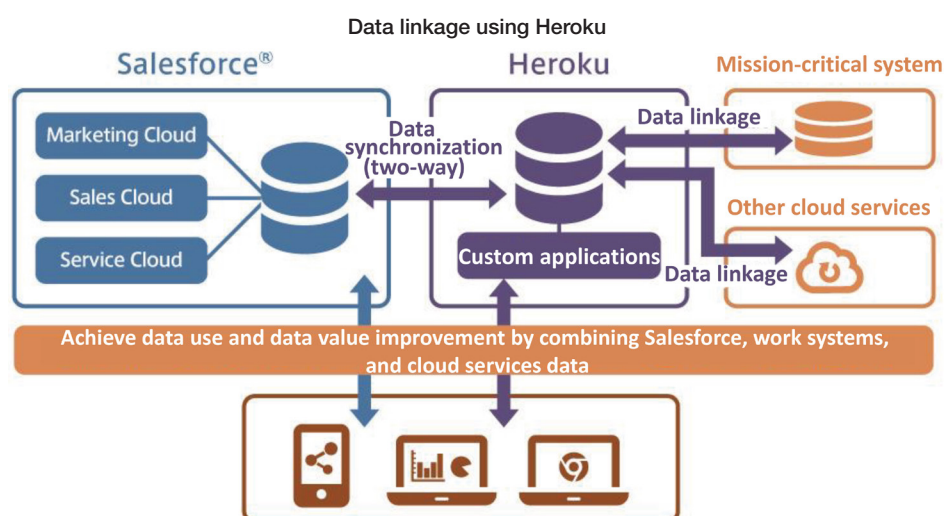 Data linkage using Heroku
Salesforce®
Heroku
Mission-critical system
Marketing Cloud
Sales Cloud
Service Cloud
Data
synchronization
(two-way)
Custom applications
Data linkage
Other cloud services
Data linkage
Achieve data use and data value improvement by combining Salesforce, work systems,
and cloud services data